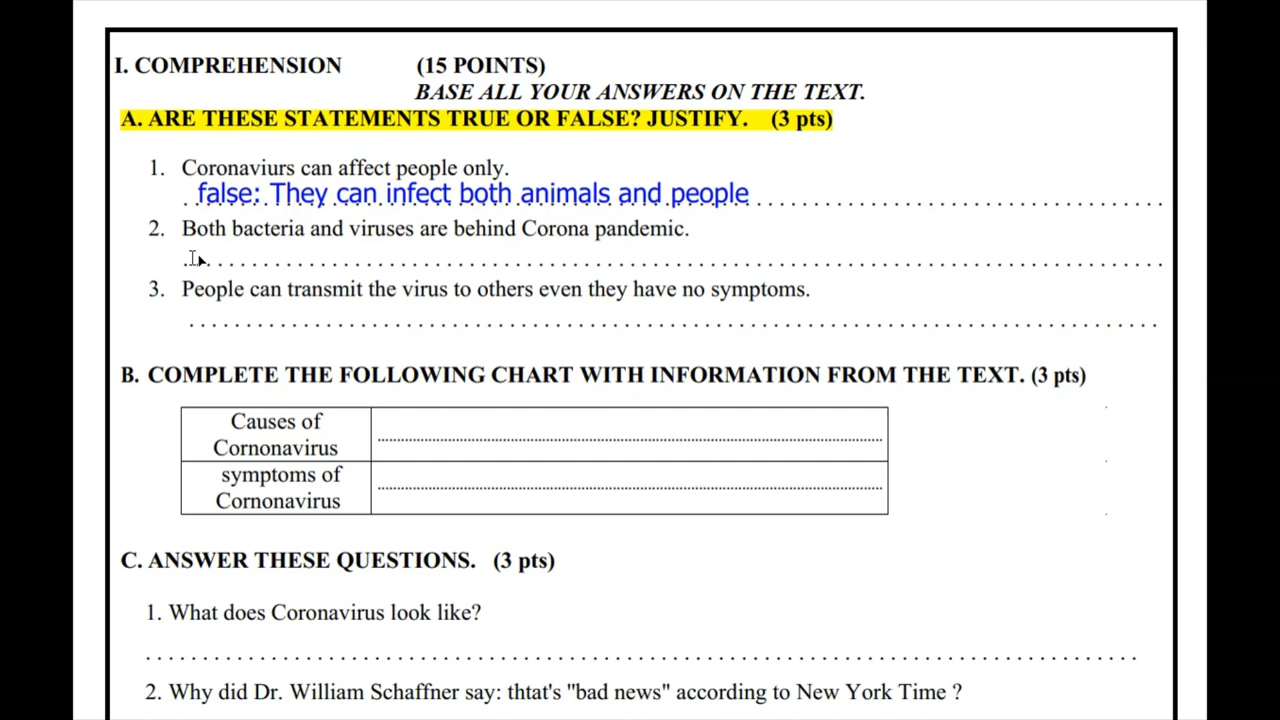 I. COMPREHENSION (15 POINTS)
BASE ALL YOUR ANSWERS ON THE TEXT.
A. ARE THESE STATEMENTS TRUE OR FALSE? JUSTIFY. (3 pts)
1. Coronaviurs can affect people only.
false: They can infect both animals and people
2. Both bacteria and viruses are behind Corona pandemic.
3. People can transmit the virus to others even they have no symptoms.
B. COMPLETE THE FOLLOWING CHART WITH INFORMATION FROM THE TEXT. (3 pts)
Causes of
Cornonavirus
symptoms of
Cornonavirus
C. ANSWER THESE QUESTIONS. (3 pts)
1. What does Coronavirus look like?
2. Why did Dr. William Schaffner say: thtat's "bad news" according to New York Time ?